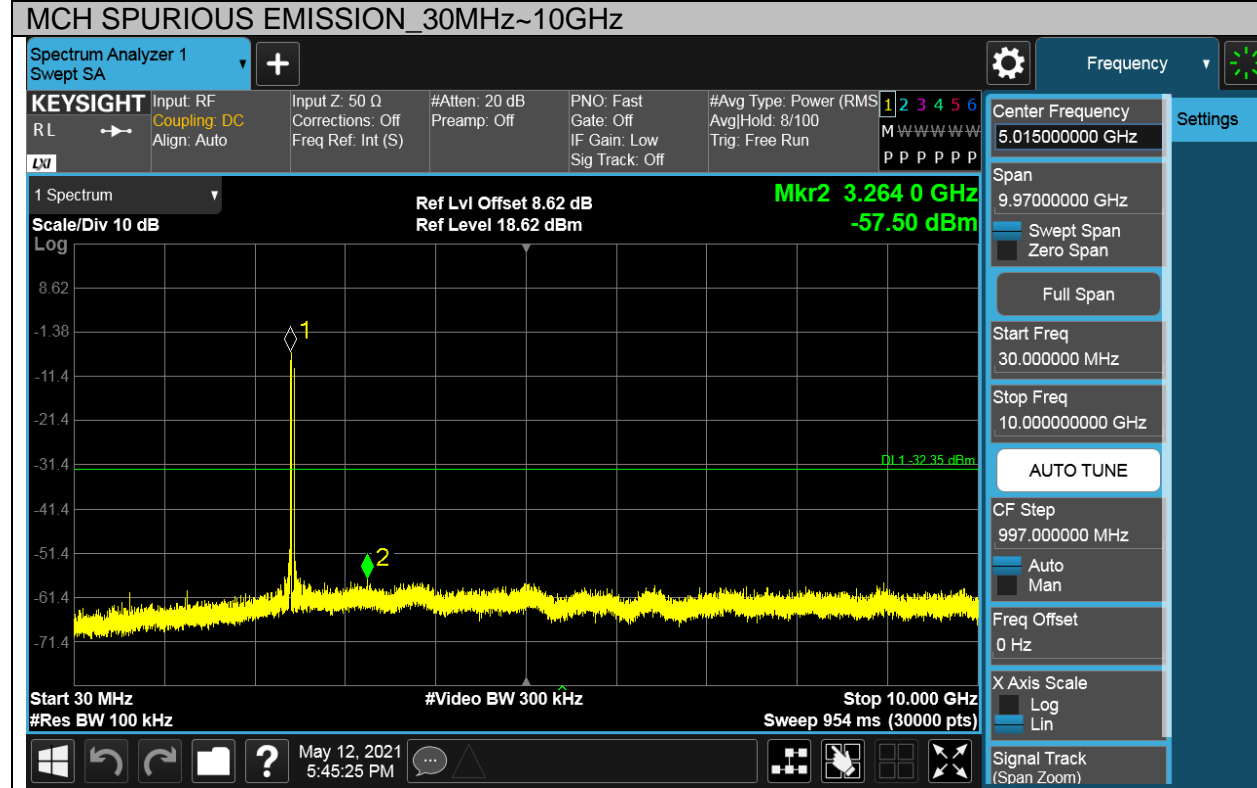 MCH SPURIOUS EMISSION_30MHz~10GHz
Spectrum Analyzer 1
Swept SA
Frequency
KEYSIGHT Input: RF Input Z: 50 Ω #Atten: 20 dB PNO: Fast #Avg Type: Power (RMS 1 2 3 4 5 6
RL Coupling: DC Corrections: Off Preamp: Off Gate: Off Avg|Hold: 8/100 M W W W W W
Align: Auto Freq Ref: Int (S) IF Gain: Low Trig: Free Run
LXI Sig Track: Off P P P P P P
1 Spectrum
Scale/Div 10 dB
Ref Lvl Offset 8.62 dB
Ref Level 18.62 dBm
Mkr2 3.264 0 GHz
-57.50 dBm
Log
8.62
-1.38
-11.4
-21.4
-31.4
-41.4
-51.4
-61.4
-71.4
1
2
DL1 -32.35 dBm
Start 30 MHz #Video BW 300 kHz Stop 10.000 GHz
#Res BW 100 kHz Sweep 954 ms (30000 pts)
? May 12, 2021
5:45:25 PM
Center Frequency
5.015000000 GHz
Settings
Span
9.97000000 GHz
Swept Span
Zero Span
Full Span
Start Freq
30.000000 MHz
Stop Freq
10.000000000 GHz
AUTO TUNE
CF Step
997.000000 MHz
Auto
Man
Freq Offset
0 Hz
X Axis Scale
Log
Lin
Signal Track
(Span Zoom)